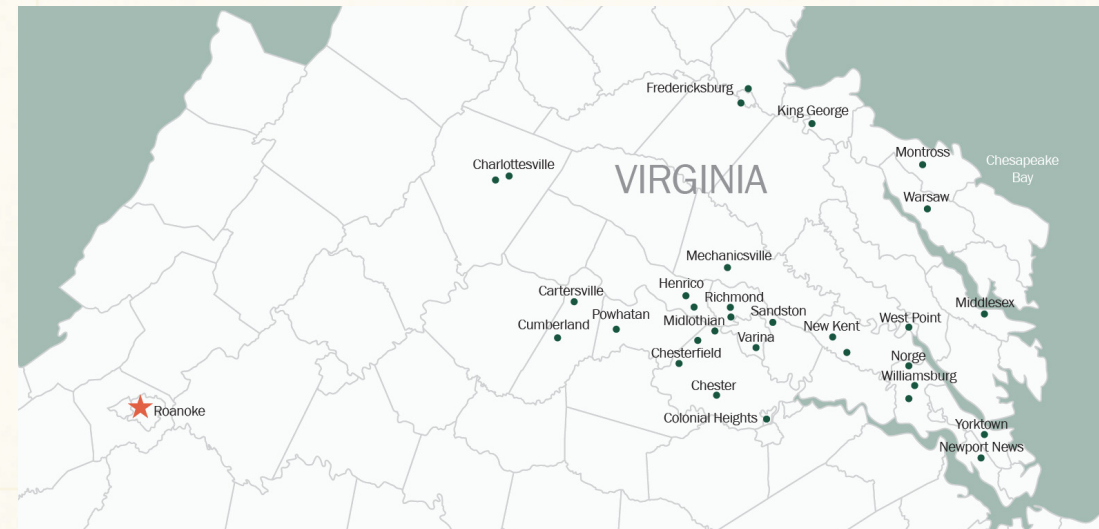 Fredericksburg
King George
Montross
Chesapeake
Bay
Charlottesville
VIRGINIA
Warsaw
Mechanicsville
Cartersville
Henrico
Richmond
Middlesex
Powhatan
Sandston
Cumberland
Midlothian
New Kent
West Point
Varina
Chesterfield
Norge
Williamsburg
Chester
Roanoke
Colonial Heights
Yorktown
Newport News